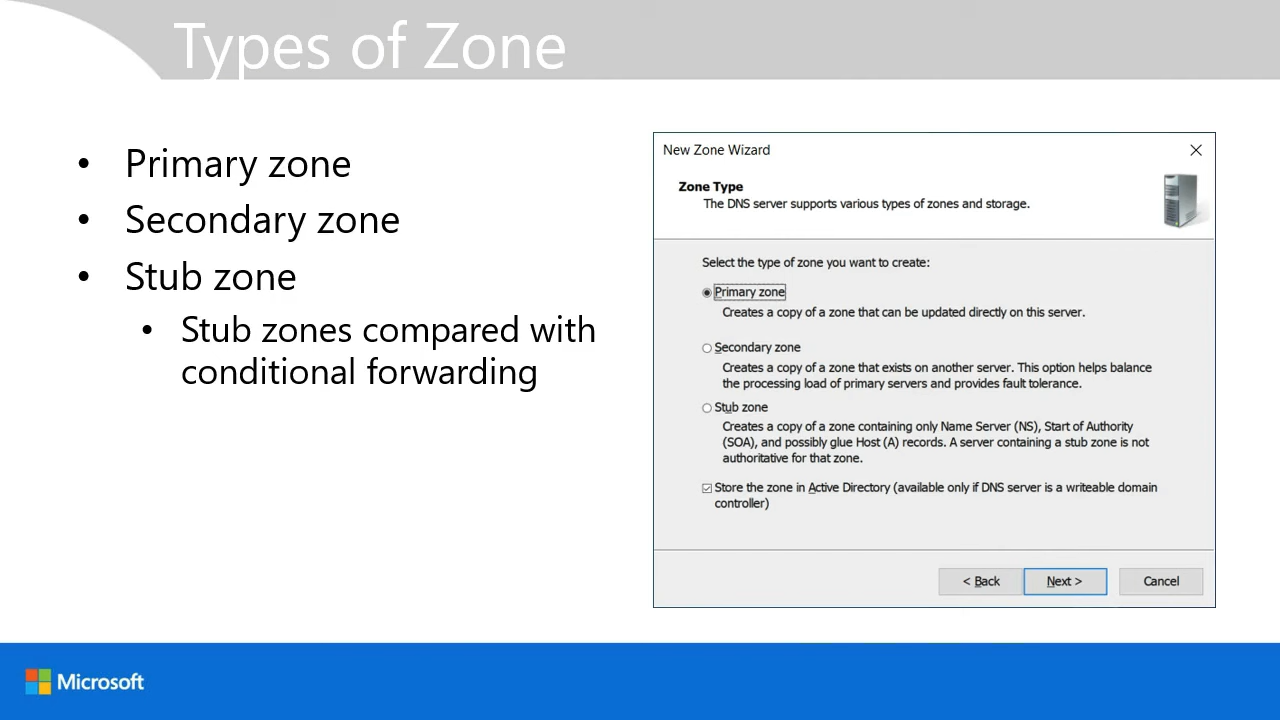 Types of Zone
• Primary zone
• Secondary zone
• Stub zone
• Stub zones compared with
conditional forwarding
New Zone Wizard
Zone Type
The DNS server supports various types of zones and storage.
Select the type of zone you want to create:
Primary zone
Creates a copy of a zone that can be updated directly on this server.
Secondary zone
Creates a copy of a zone that exists on another server. This option helps balance
the processing load of primary servers and provides fault tolerance.
Stub zone
Creates a copy of a zone containing only Name Server (NS), Start of Authority
(SOA), and possibly glue Host (A) records. A server containing a stub zone is not
authoritative for that zone.
Store the zone in Active Directory (available only if DNS server is a writeable domain
controller)
< Back Next > Cancel
Microsoft